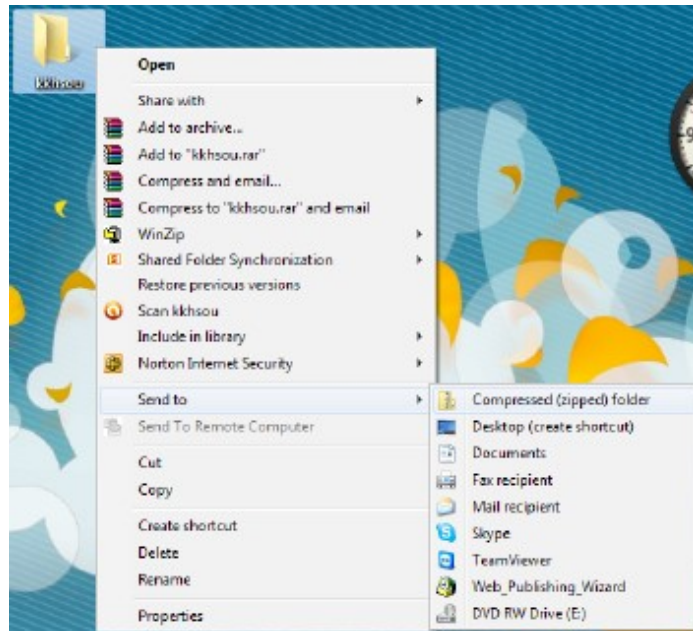 kkhsou
Open
Share with
Add to archive...
Add to "kkhsou.rar"
Compress and email...
Compress to "kkhsou.rar" and email
WinZip
Shared Folder Synchronization
Restore previous versions
Scan kkhsou
Include in library
Norton Internet Security
Send to
Send To Remote Computer
Cut
Copy
Create shortcut
Delete
Rename
Properties
Compressed (zipped) folder
Desktop (create shortcut)
Documents
Fax recipient
Mail recipient
Skype
TeamViewer
Web_Publishing_Wizard
DVD RW Drive (E:)
9